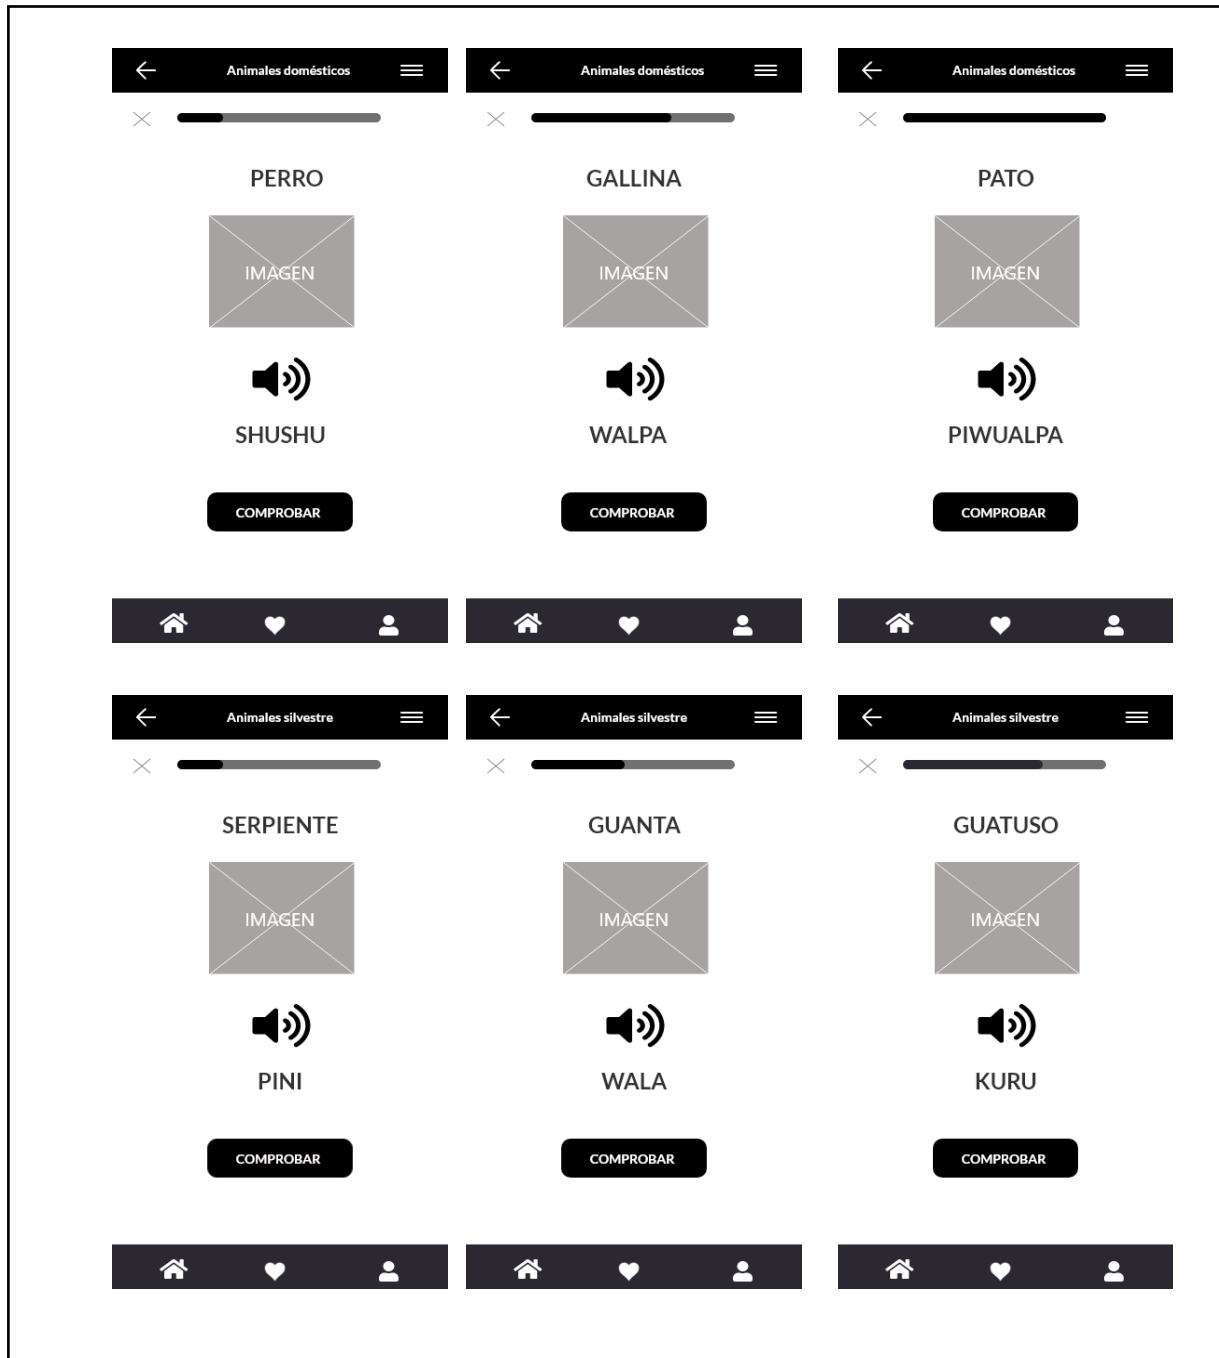 Animales domésticos
PERRO
IMAGEN
SHUSHU
COMPROBAR
Animales domésticos
GALLINA
IMAGEN
WALPA
COMPROBAR
Animales domésticos
PATO
IMAGEN
PIWUALPA
COMPROBAR
Animales silvestre
SERPIENTE
IMAGEN
PINI
COMPROBAR
Animales silvestre
GUANTA
IMAGEN
WALA
COMPROBAR
Animales silvestre
GUATUSO
IMAGEN
KURU
COMPROBAR